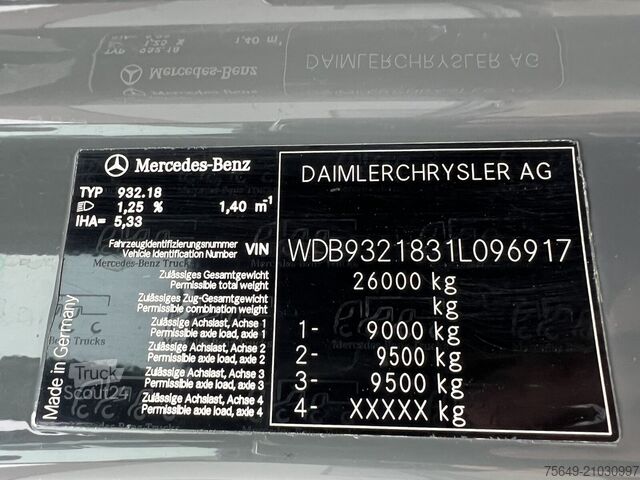 Mercedes-Benz
TYP 932.18
1,25 % 1,40 m⁻¹
IHA= 5,33
Fahrzeugidentifizierungsnummer
Vehicle Identification Number
VIN
Mercedes-Benz Trucks
Zulässiges Gesamtgewicht
Permissible total weight
Zulässiges Zug-Gesamtgewicht
Permissible combination weight
Zulässige Achslast, Achse 1
Permissible axle load, axle 1
Zulässige Achslast, Achse 2
Permissible axle load, axle 2
Zulässige Achslast, Achse 3
Permissible axle load, axle 3
Zulässige Achslast, Achse 4
Permissible axle load, axle 4
Made in Germany
DAIMLERCHRYSLER AG
WDB9321831L096917
26000 kg
kg
1- 9000 kg
2- 9500 kg
3- 9500 kg
4- XXXXX kg
Truck
Scout24
75649-21030997